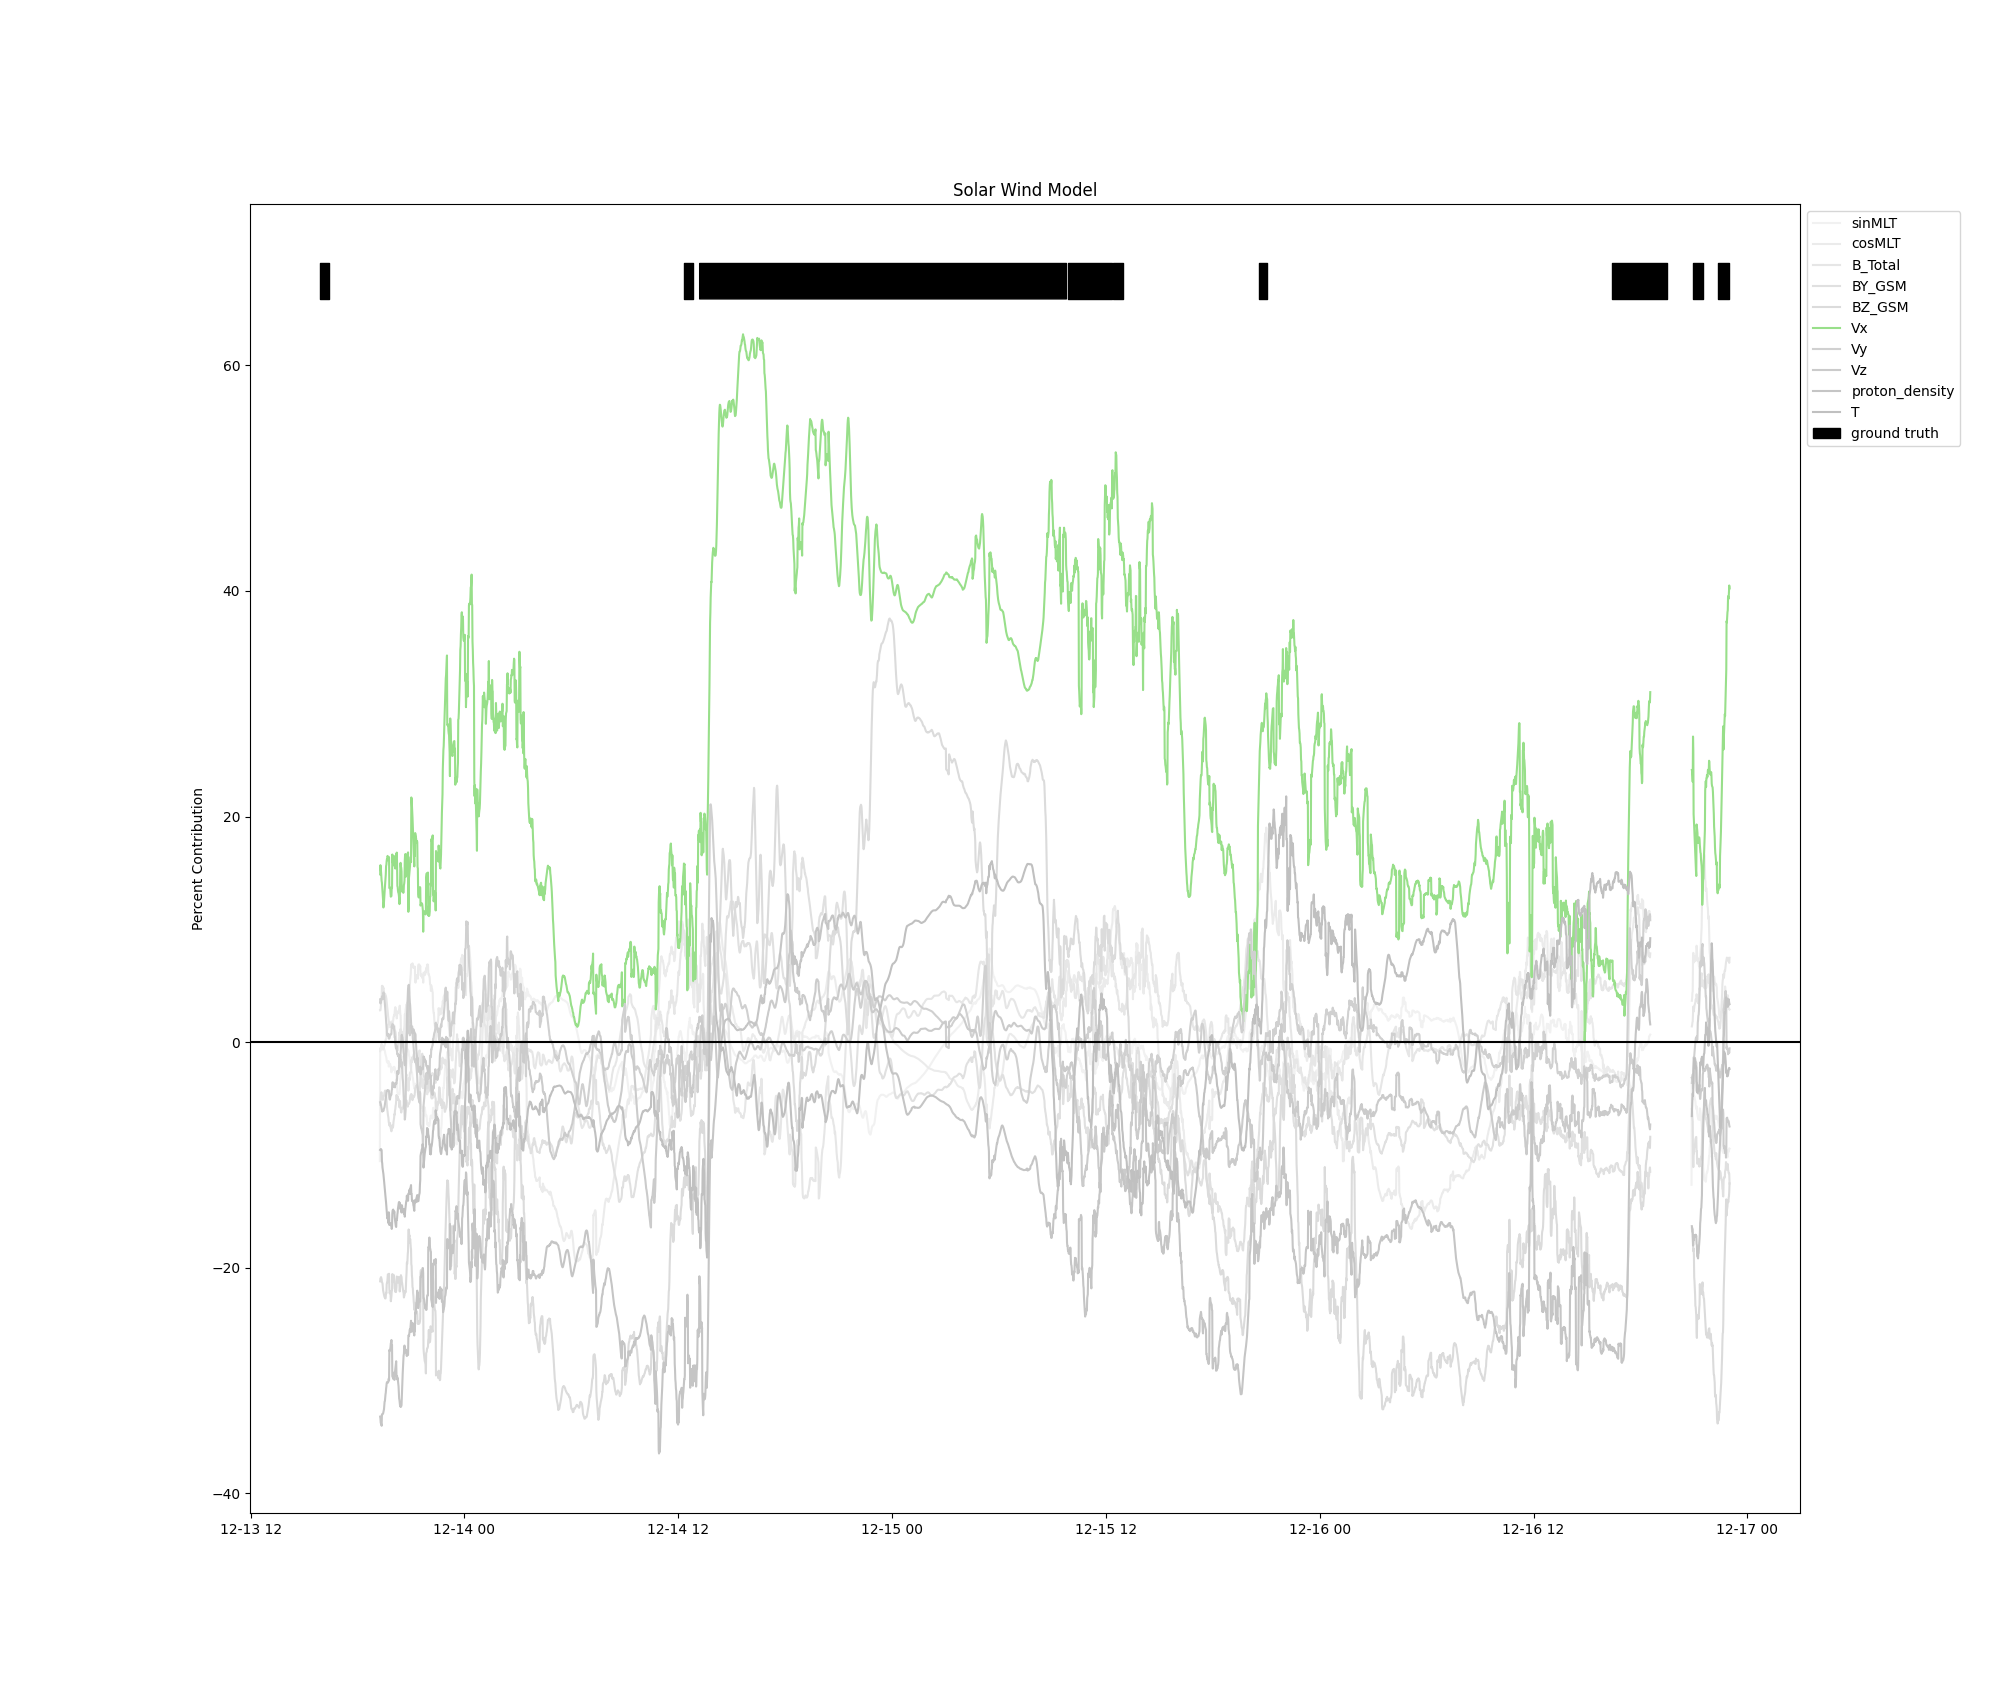 Solar Wind Model
sinMLT
cosMLT
B_Total
BY_GSM
BZ_GSM
Vx
Vy
Vz
proton_density
T
ground truth
Percent Contribution
60
40
20
0
−20
−40
12-13 12
12-14 00
12-14 12
12-15 00
12-15 12
12-16 00
12-16 12
12-17 00